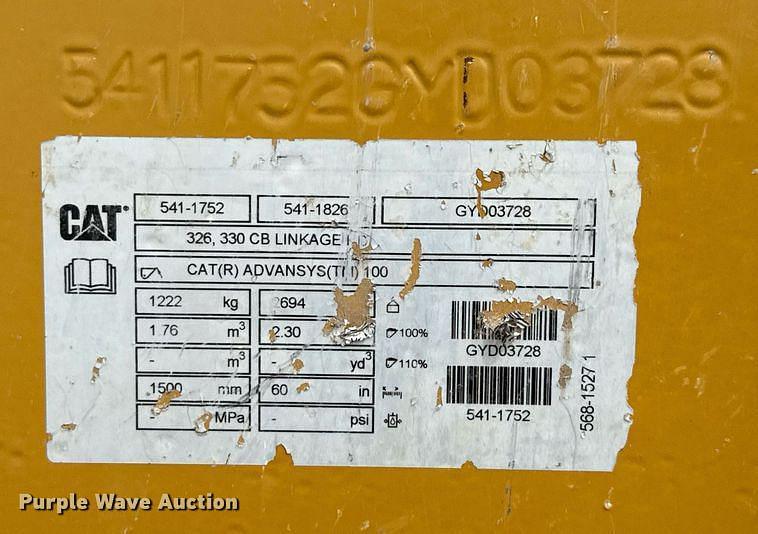 5411752GYD03728
CAT®
541-1752 541-1826 GYD03728
326, 330 CB LINKAGE
CAT(R) ADVANSYS(TM) 100
1222 kg 2694
1.76 m³ 2.30 100%
- m³ - yd³ 110%
1500 mm 60 in
- MPa - psi
GYD03728
541-1752
568-1527 1
Purple Wave Auction